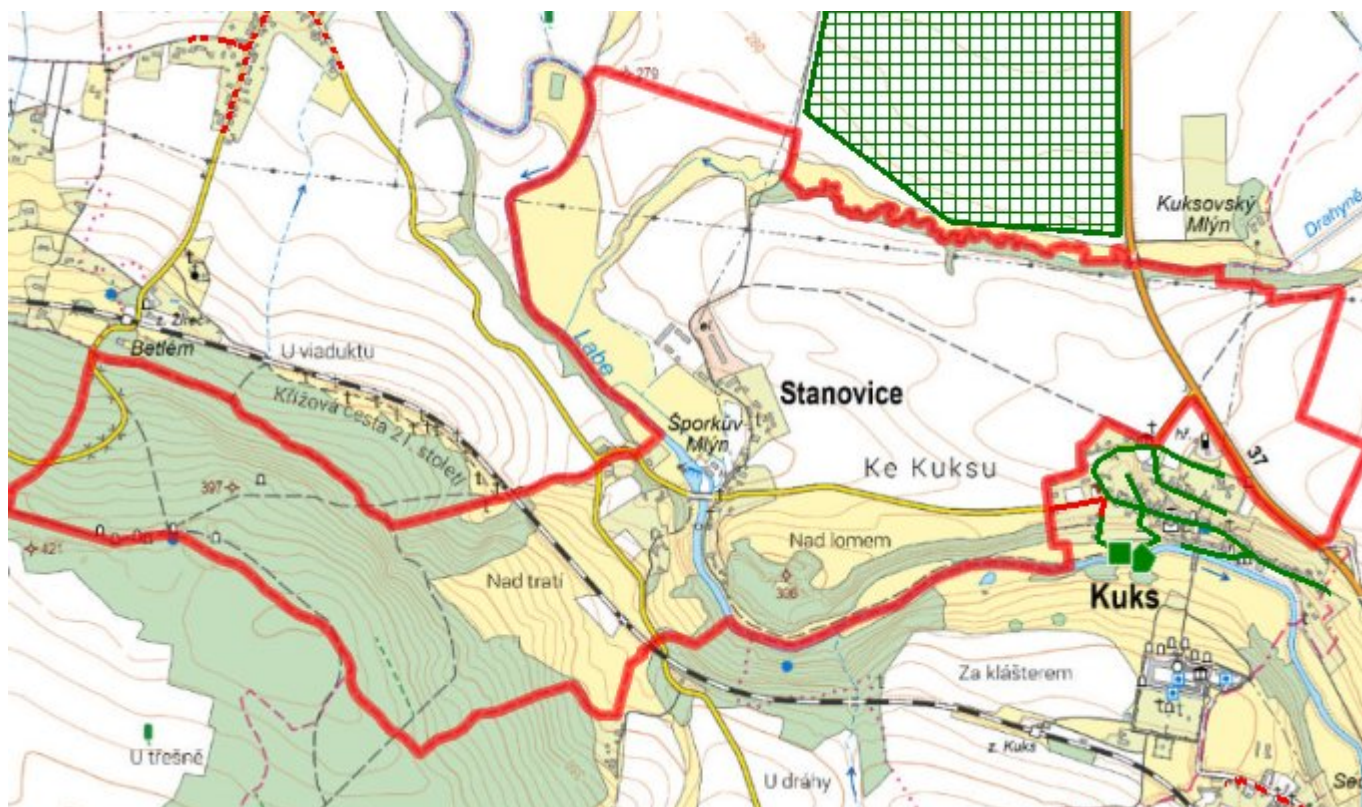 279
Kuksovský
Mlýn
Drahyně
Betlém
U viaduktu
Křížová cesta 21. století
Labe
Stanovice
Šporkův
Mlýn
Ke Kuksu
hř.
37
397
421
Nad lomem
Nad tratí
Kuks
Za klášterem
z. Kuks
U třešně
U dráhy